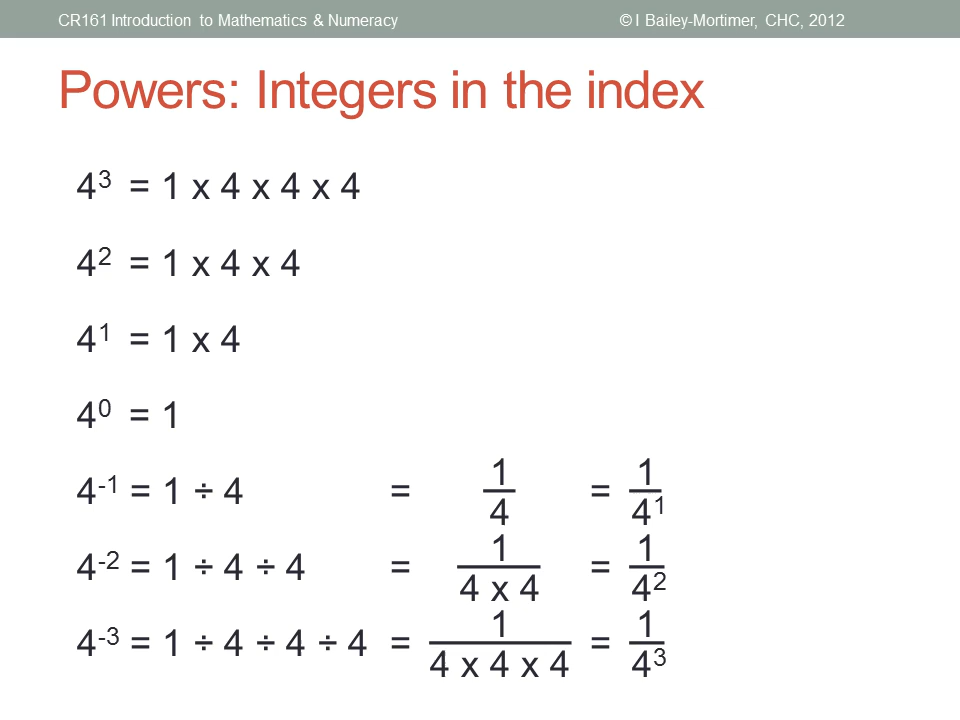 CR161 Introduction to Mathematics & Numeracy © I Bailey-Mortimer, CHC, 2012
Powers: Integers in the index
4³ = 1 x 4 x 4 x 4
4² = 1 x 4 x 4
4¹ = 1 x 4
4⁰ = 1
4⁻¹ = 1 ÷ 4 = 1/4 = 1/4¹
4⁻² = 1 ÷ 4 ÷ 4 = 1/4 x 4 = 1/4²
4⁻³ = 1 ÷ 4 ÷ 4 ÷ 4 = 1/4 x 4 x 4 = 1/4³